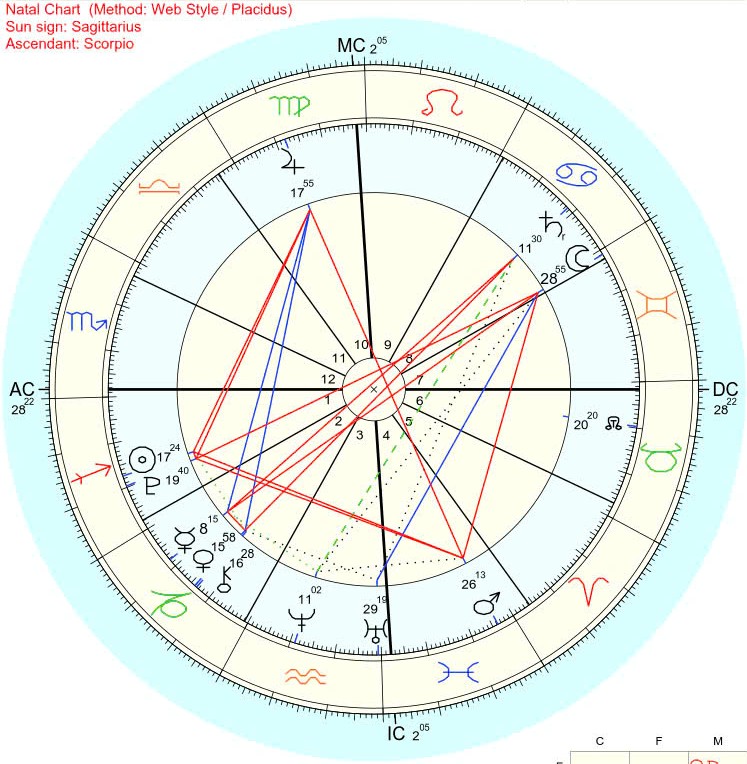 Natal Chart (Method: Web Style / Placidus)
Sun sign: Sagittarius
Ascendant: Scorpio
MC 2 05
17 55
11 30
r
28 55
10 9
11 8
12 7
1 6
2 5
3 4
AC
28 22
DC
28 22
20 20
17 24
19 40
8 15
15 58
16 28
11 02
29 19
26 13
IC 2 05
C F M
F